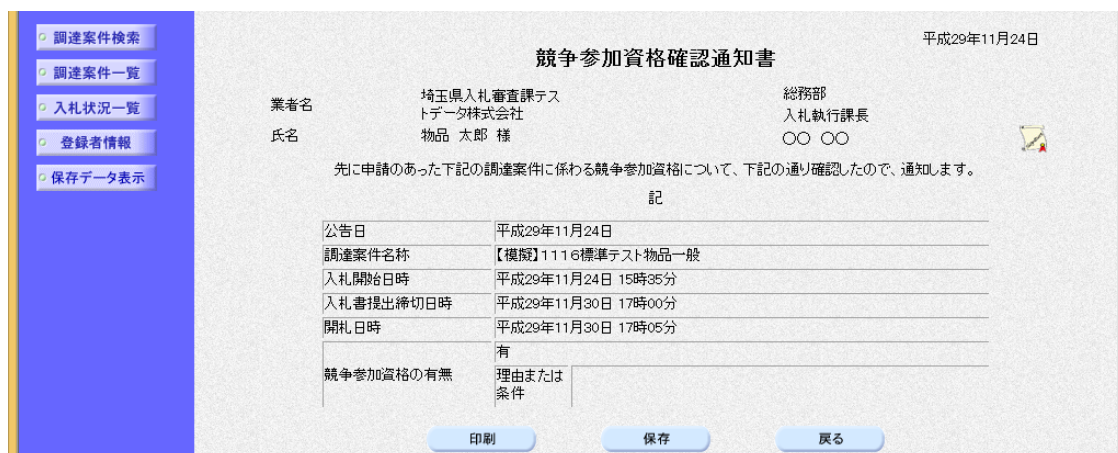 調達案件検索
調達案件一覧
入札状況一覧
登録者情報
保存データ表示
平成29年11月24日
競争参加資格確認通知書
業者名
埼玉県入札審査課テス
トデータ株式会社
総務部
入札執行課長
氏名
物品 太郎 様
○○ ○○
先に申請のあった下記の調達案件に係わる競争参加資格について、下記の通り確認したので、通知します。
記
公告日 平成29年11月24日
調達案件名称 【模擬】1116標準テスト物品一般
入札開始日時 平成29年11月24日 15時35分
入札書提出締切日時 平成29年11月30日 17時00分
開札日時 平成29年11月30日 17時05分
競争参加資格の有無
有
理由または
条件
印刷 保存 戻る